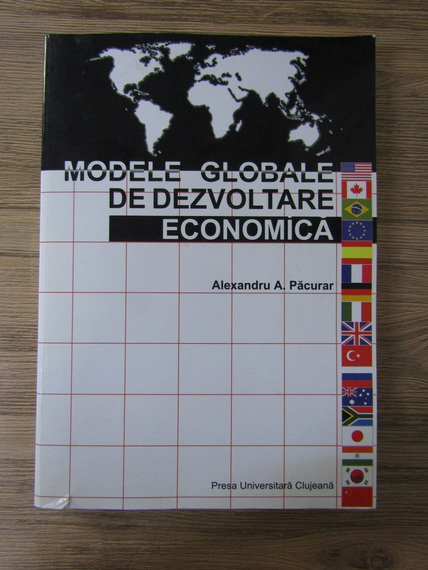 MODELE GLOBALE
DE DEZVOLTARE
ECONOMICA
Alexandru A. Păcurar
Presa Universitară Clujeană